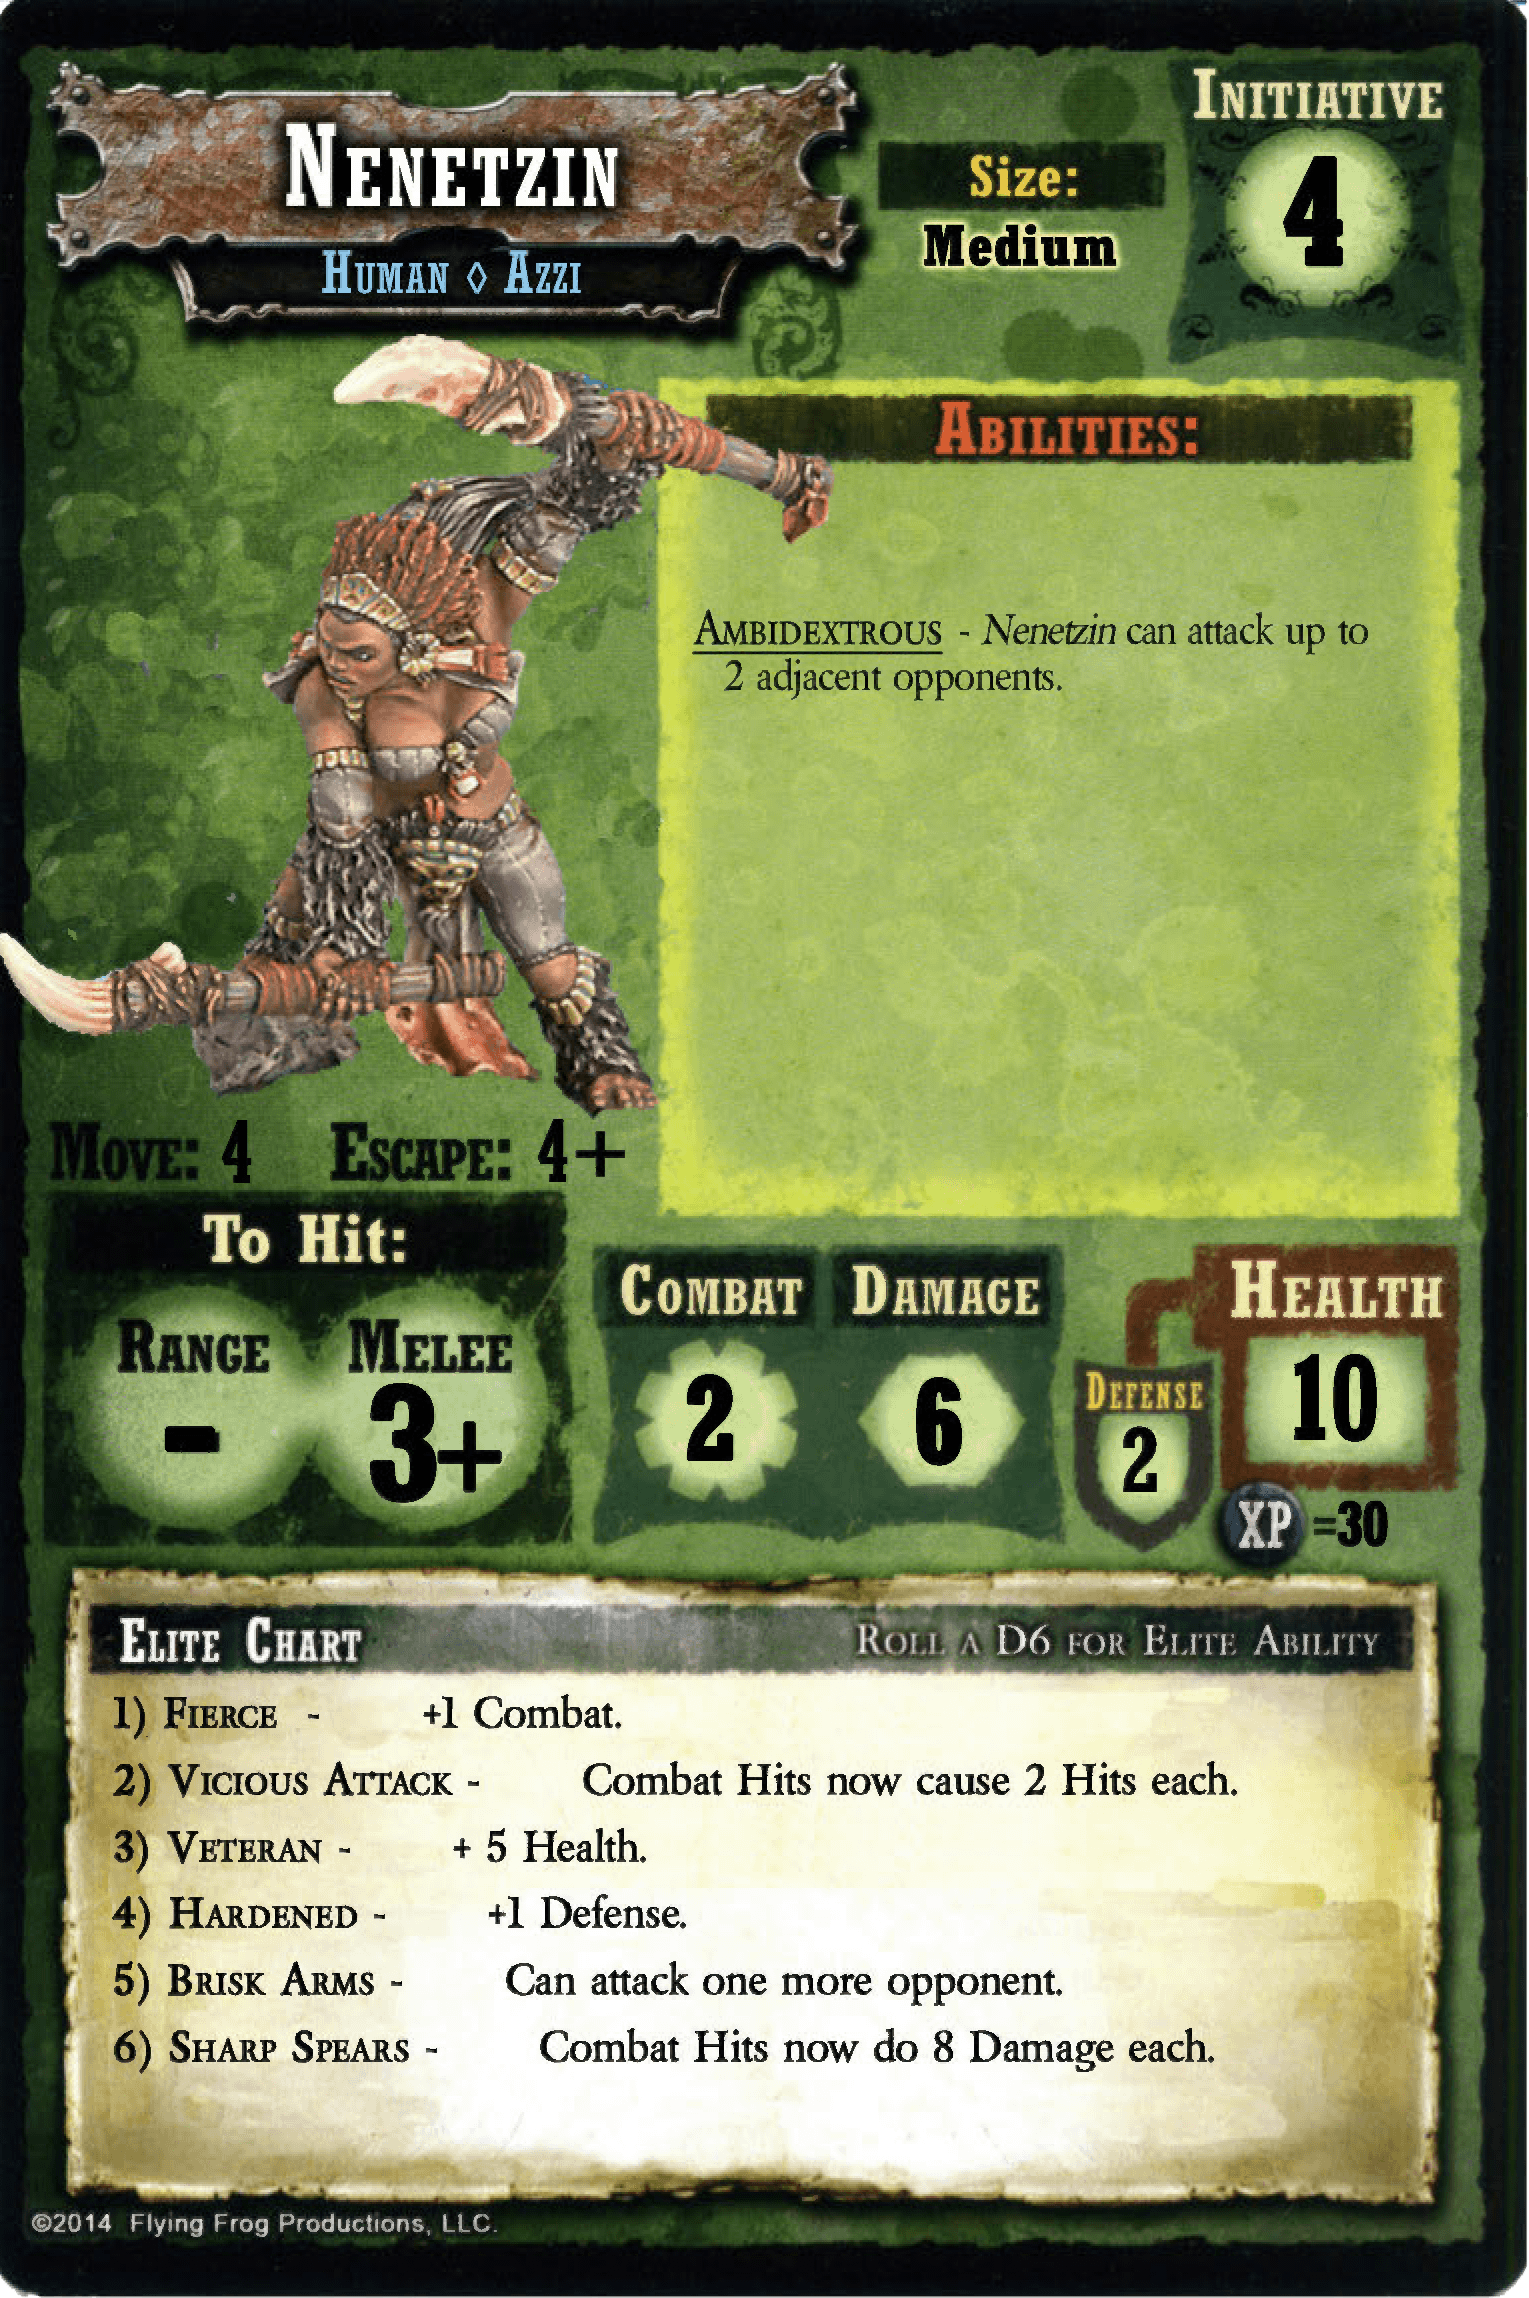 Nenetzin
Human ◊ Azzi
Size:
Medium
Initiative
4
Abilities:
Ambidextrous - Nenetzin can attack up to
2 adjacent opponents.
Move: 4 Escape: 4+
To Hit:
Range Melee
- 3+
Combat Damage
2 6
Defense
2
Health
10
XP =30
Elite Chart Roll a D6 for Elite Ability
1) Fierce - +1 Combat.
2) Vicious Attack - Combat Hits now cause 2 Hits each.
3) Veteran - + 5 Health.
4) Hardened - +1 Defense.
5) Brisk Arms - Can attack one more opponent.
6) Sharp Spears - Combat Hits now do 8 Damage each.
©2014 Flying Frog Productions, LLC.